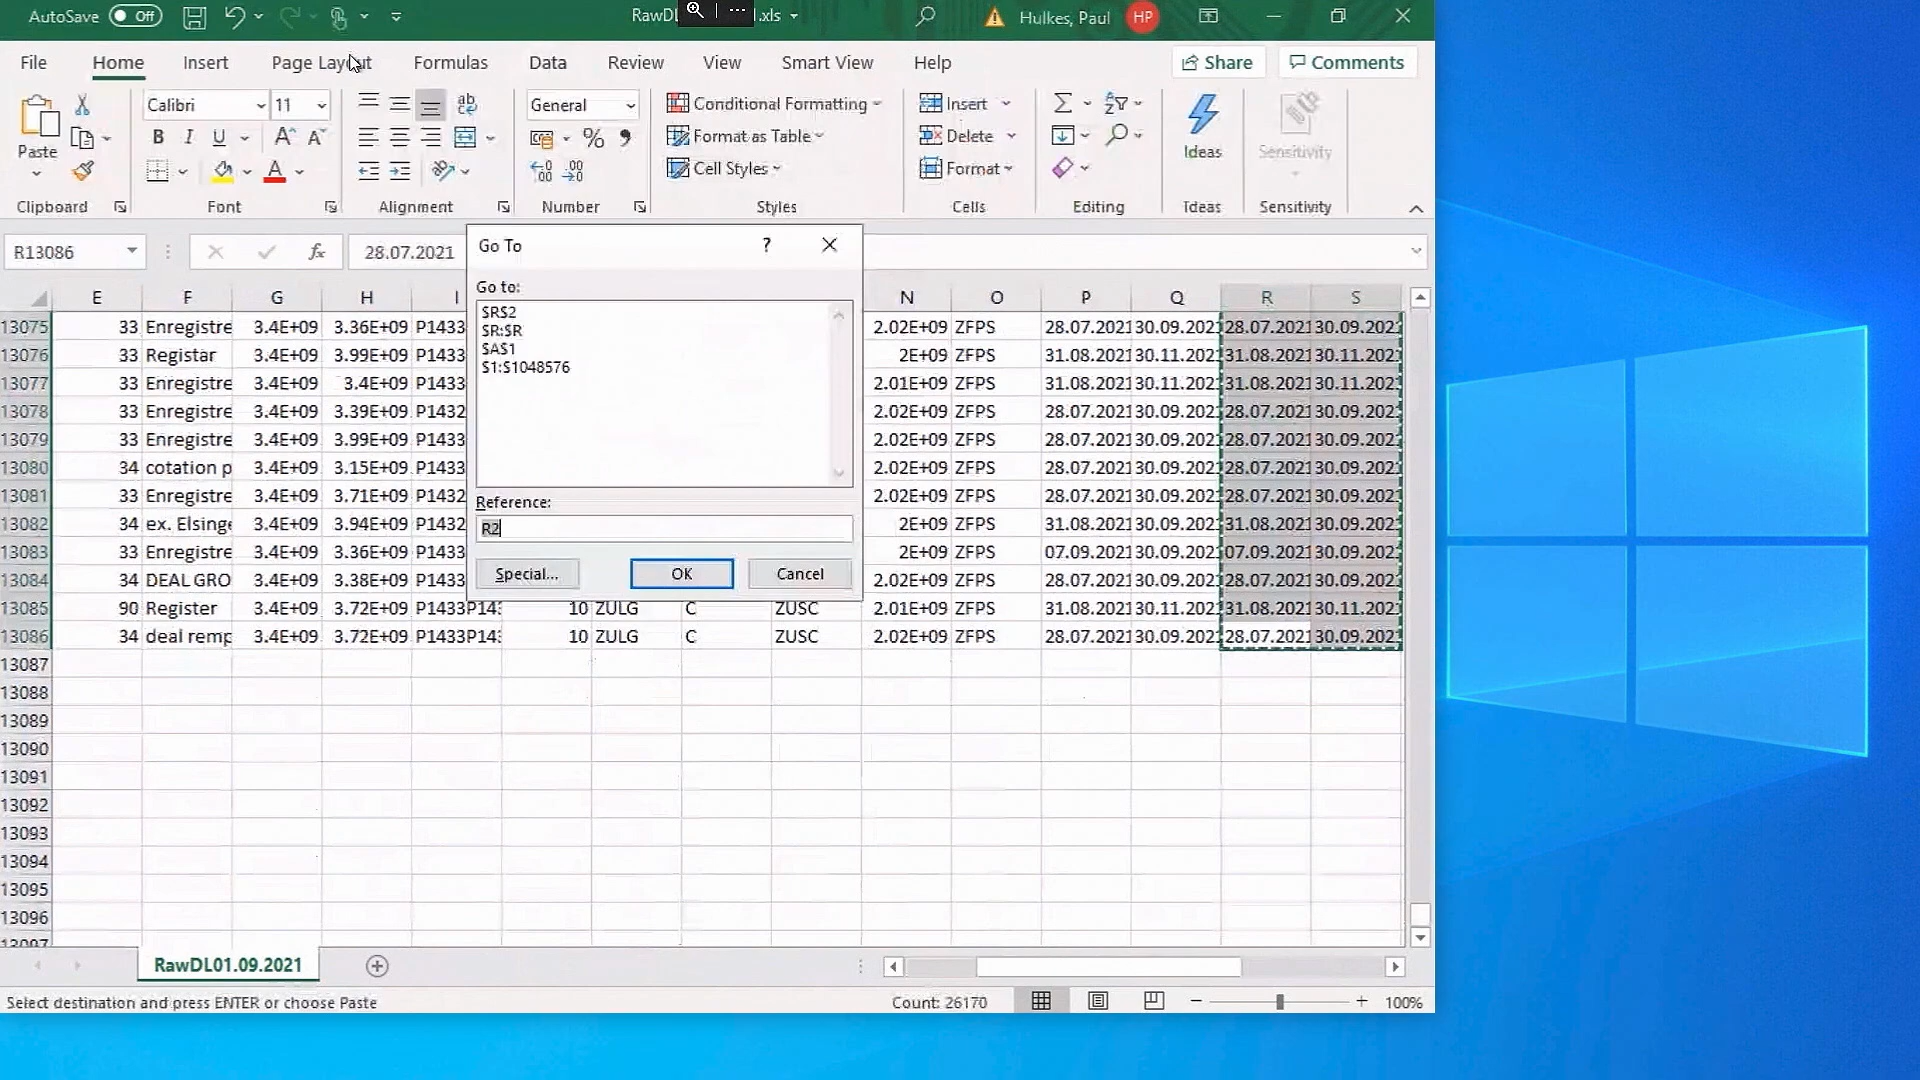 AutoSave Off RawDL .xls Hulkes, Paul HP
File Home Insert Page Layout Formulas Data Review View Smart View Help Share Comments
Paste
Calibri 11
B I U
General
Conditional Formatting
Format as Table
Cell Styles
Insert
Delete
Format
Ideas
Sensitivity
Clipboard Font Alignment Number Styles Cells Editing Ideas Sensitivity
R13086 fx 28.07.2021
Go To ? 
Go to:
$R$2
$R:$R
$A$1
$1:$1048576
Reference:
R2
Special... OK Cancel
E F G H I N O P Q R S
13075 33 Enregistre 3.4E+09 3.36E+09 P1433 2.02E+09 ZFPS 28.07.2021 30.09.2021 28.07.2021 30.09.202
13076 33 Registar 3.4E+09 3.99E+09 P1433 2E+09 ZFPS 31.08.2021 30.11.2021 31.08.2021 30.11.202
13077 33 Enregistre 3.4E+09 3.4E+09 P1433 2.01E+09 ZFPS 31.08.2021 30.11.2021 31.08.2021 30.11.202
13078 33 Enregistre 3.4E+09 3.39E+09 P1432 2.02E+09 ZFPS 28.07.2021 30.09.2021 28.07.2021 30.09.202
13079 33 Enregistre 3.4E+09 3.99E+09 P1433 2.02E+09 ZFPS 28.07.2021 30.09.2021 28.07.2021 30.09.202
13080 34 cotation p 3.4E+09 3.15E+09 P1433 2.02E+09 ZFPS 28.07.2021 30.09.2021 28.07.2021 30.09.202
13081 33 Enregistre 3.4E+09 3.71E+09 P1432 2.02E+09 ZFPS 28.07.2021 30.09.2021 28.07.2021 30.09.202
13082 34 ex. Elsinge 3.4E+09 3.94E+09 P1432 2E+09 ZFPS 31.08.2021 30.11.2021 31.08.2021 30.11.202
13083 33 Enregistre 3.4E+09 3.36E+09 P1433 2E+09 ZFPS 07.09.2021 30.09.2021 07.09.2021 30.09.202
13084 34 DEAL GRO 3.4E+09 3.38E+09 P1433 2.02E+09 ZFPS 28.07.2021 30.09.2021 28.07.2021 30.09.202
13085 90 Register 3.4E+09 3.72E+09 P1433P14 10 ZULG C ZUSC 2.01E+09 ZFPS 31.08.2021 30.11.2021 31.08.2021 30.11.202
13086 34 deal remp 3.4E+09 3.72E+09 P1433P14 10 ZULG C ZUSC 2.02E+09 ZFPS 28.07.2021 30.09.2021 28.07.2021 30.09.202
13087
13088
13089
13090
13091
13092
13093
13094
13095
13096
13097
RawDL01.09.2021
Select destination and press ENTER or choose Paste Count: 26170 100%